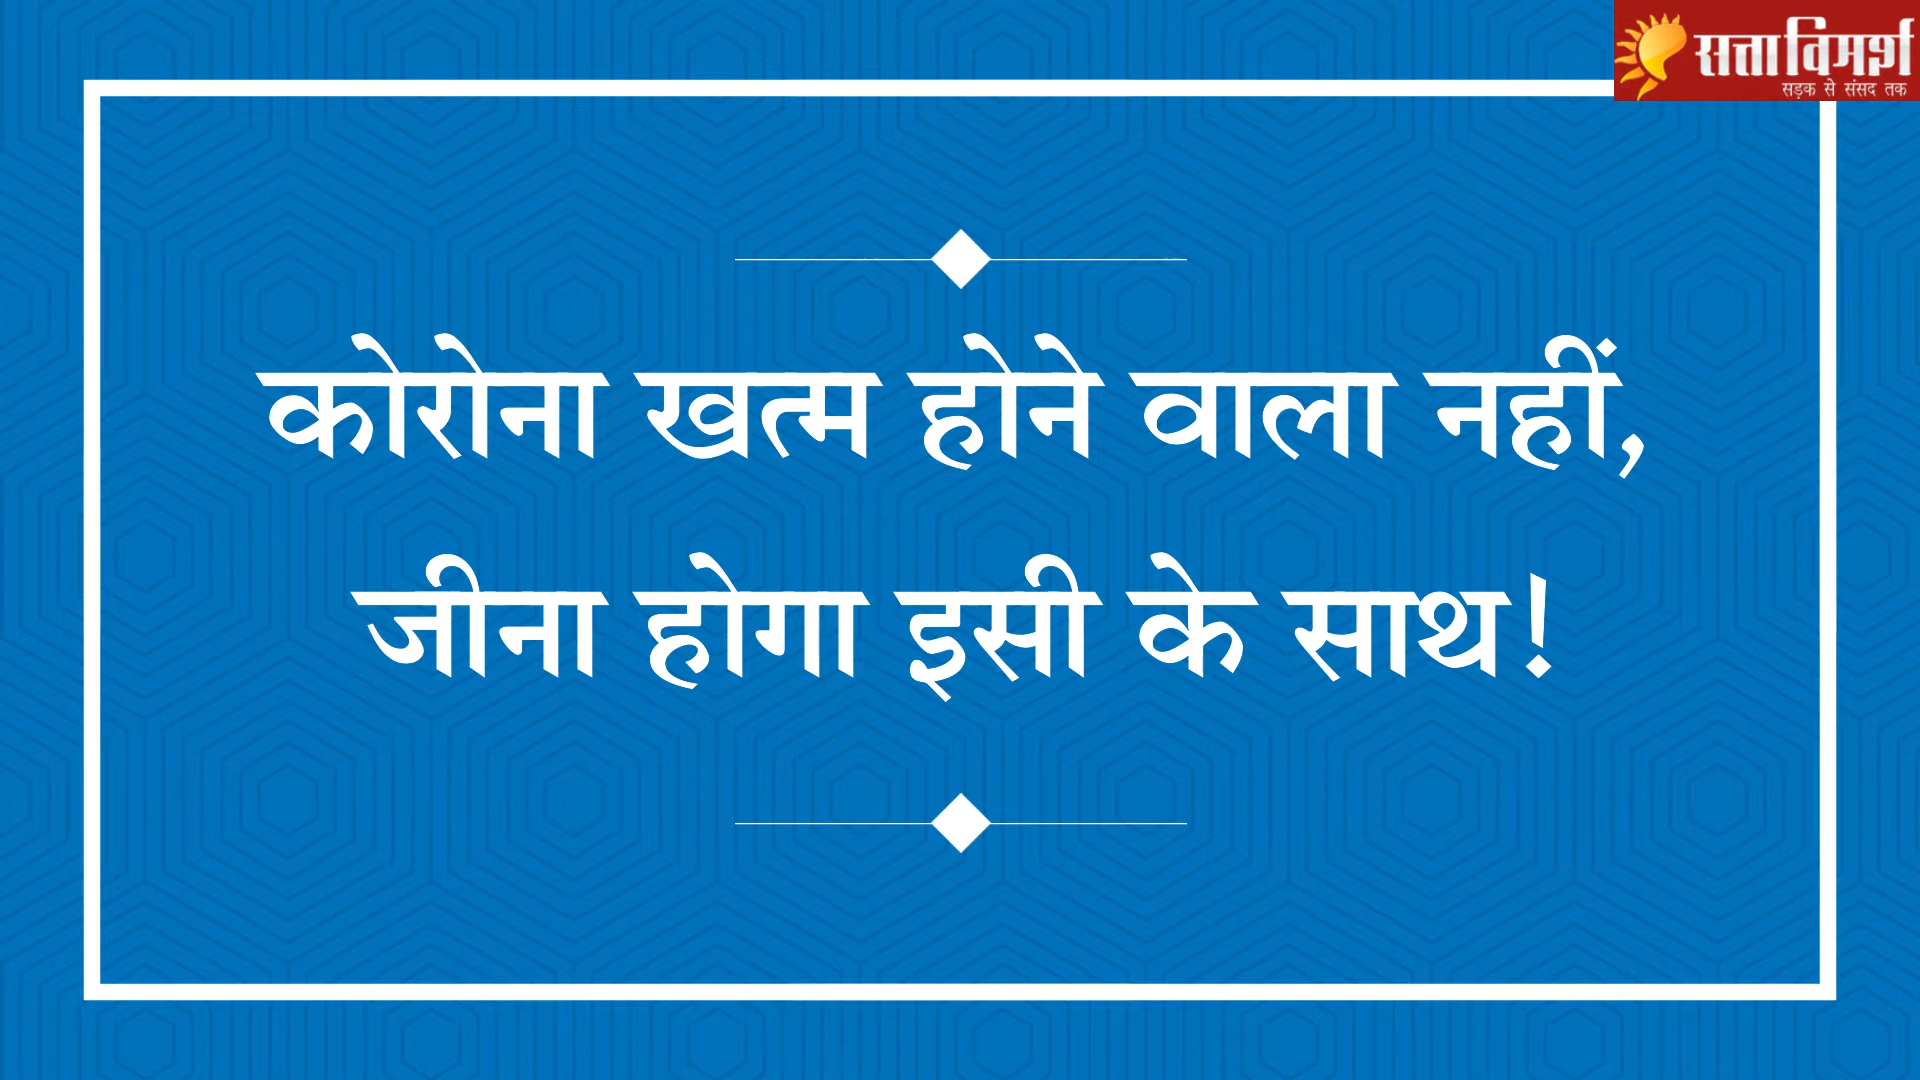 सत्ता विमर्श
सड़क से संसद तक
कोरोना खत्म होने वाला नहीं,
जीना होगा इसी के साथ!